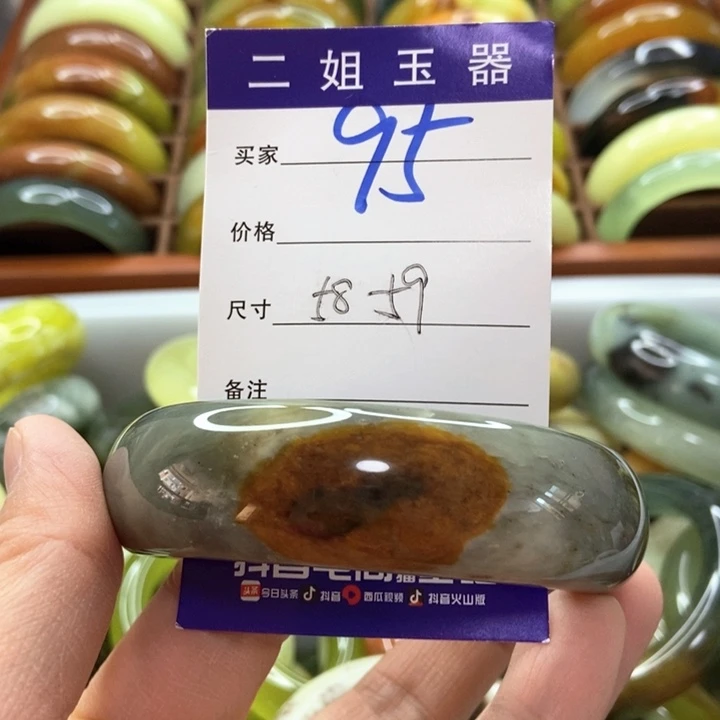 二姐玉器
95
买家
价格
尺寸 58 59
备注
今日头条 抖音 西瓜视频 抖音火山版